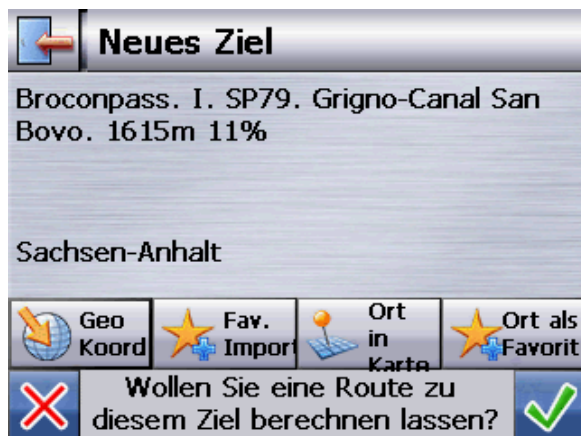 Neues Ziel
Broconpass. I. SP79. Grigno-Canal San
Bovo. 1615m 11%
Sachsen-Anhalt
Geo
Koord
Fav.
Impor
Ort
in
Karte
Ort als
Favorit
Wollen Sie eine Route zu
diesem Ziel berechnen lassen?